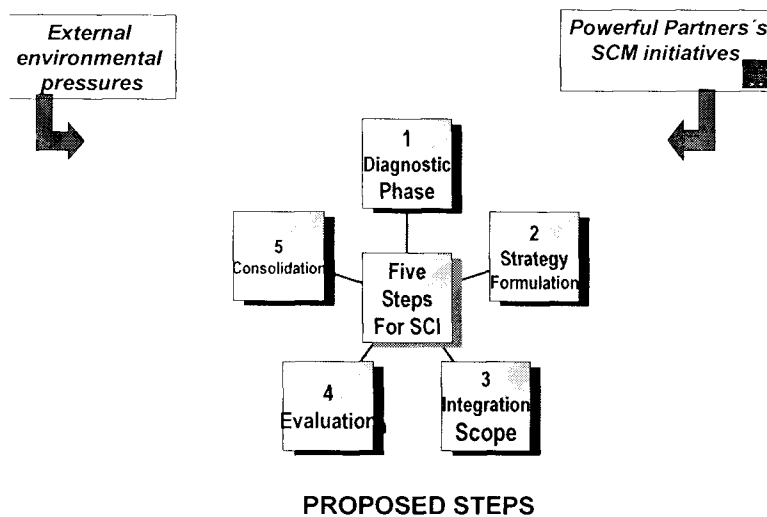 External
environmental
pressures
Powerful Partners´s
SCM initiatives
1
Diagnostic
Phase
2
Strategy
Formulation
3
Integration
Scope
4
Evaluation
5
Consolidation
Five
Steps
For SCI
PROPOSED STEPS